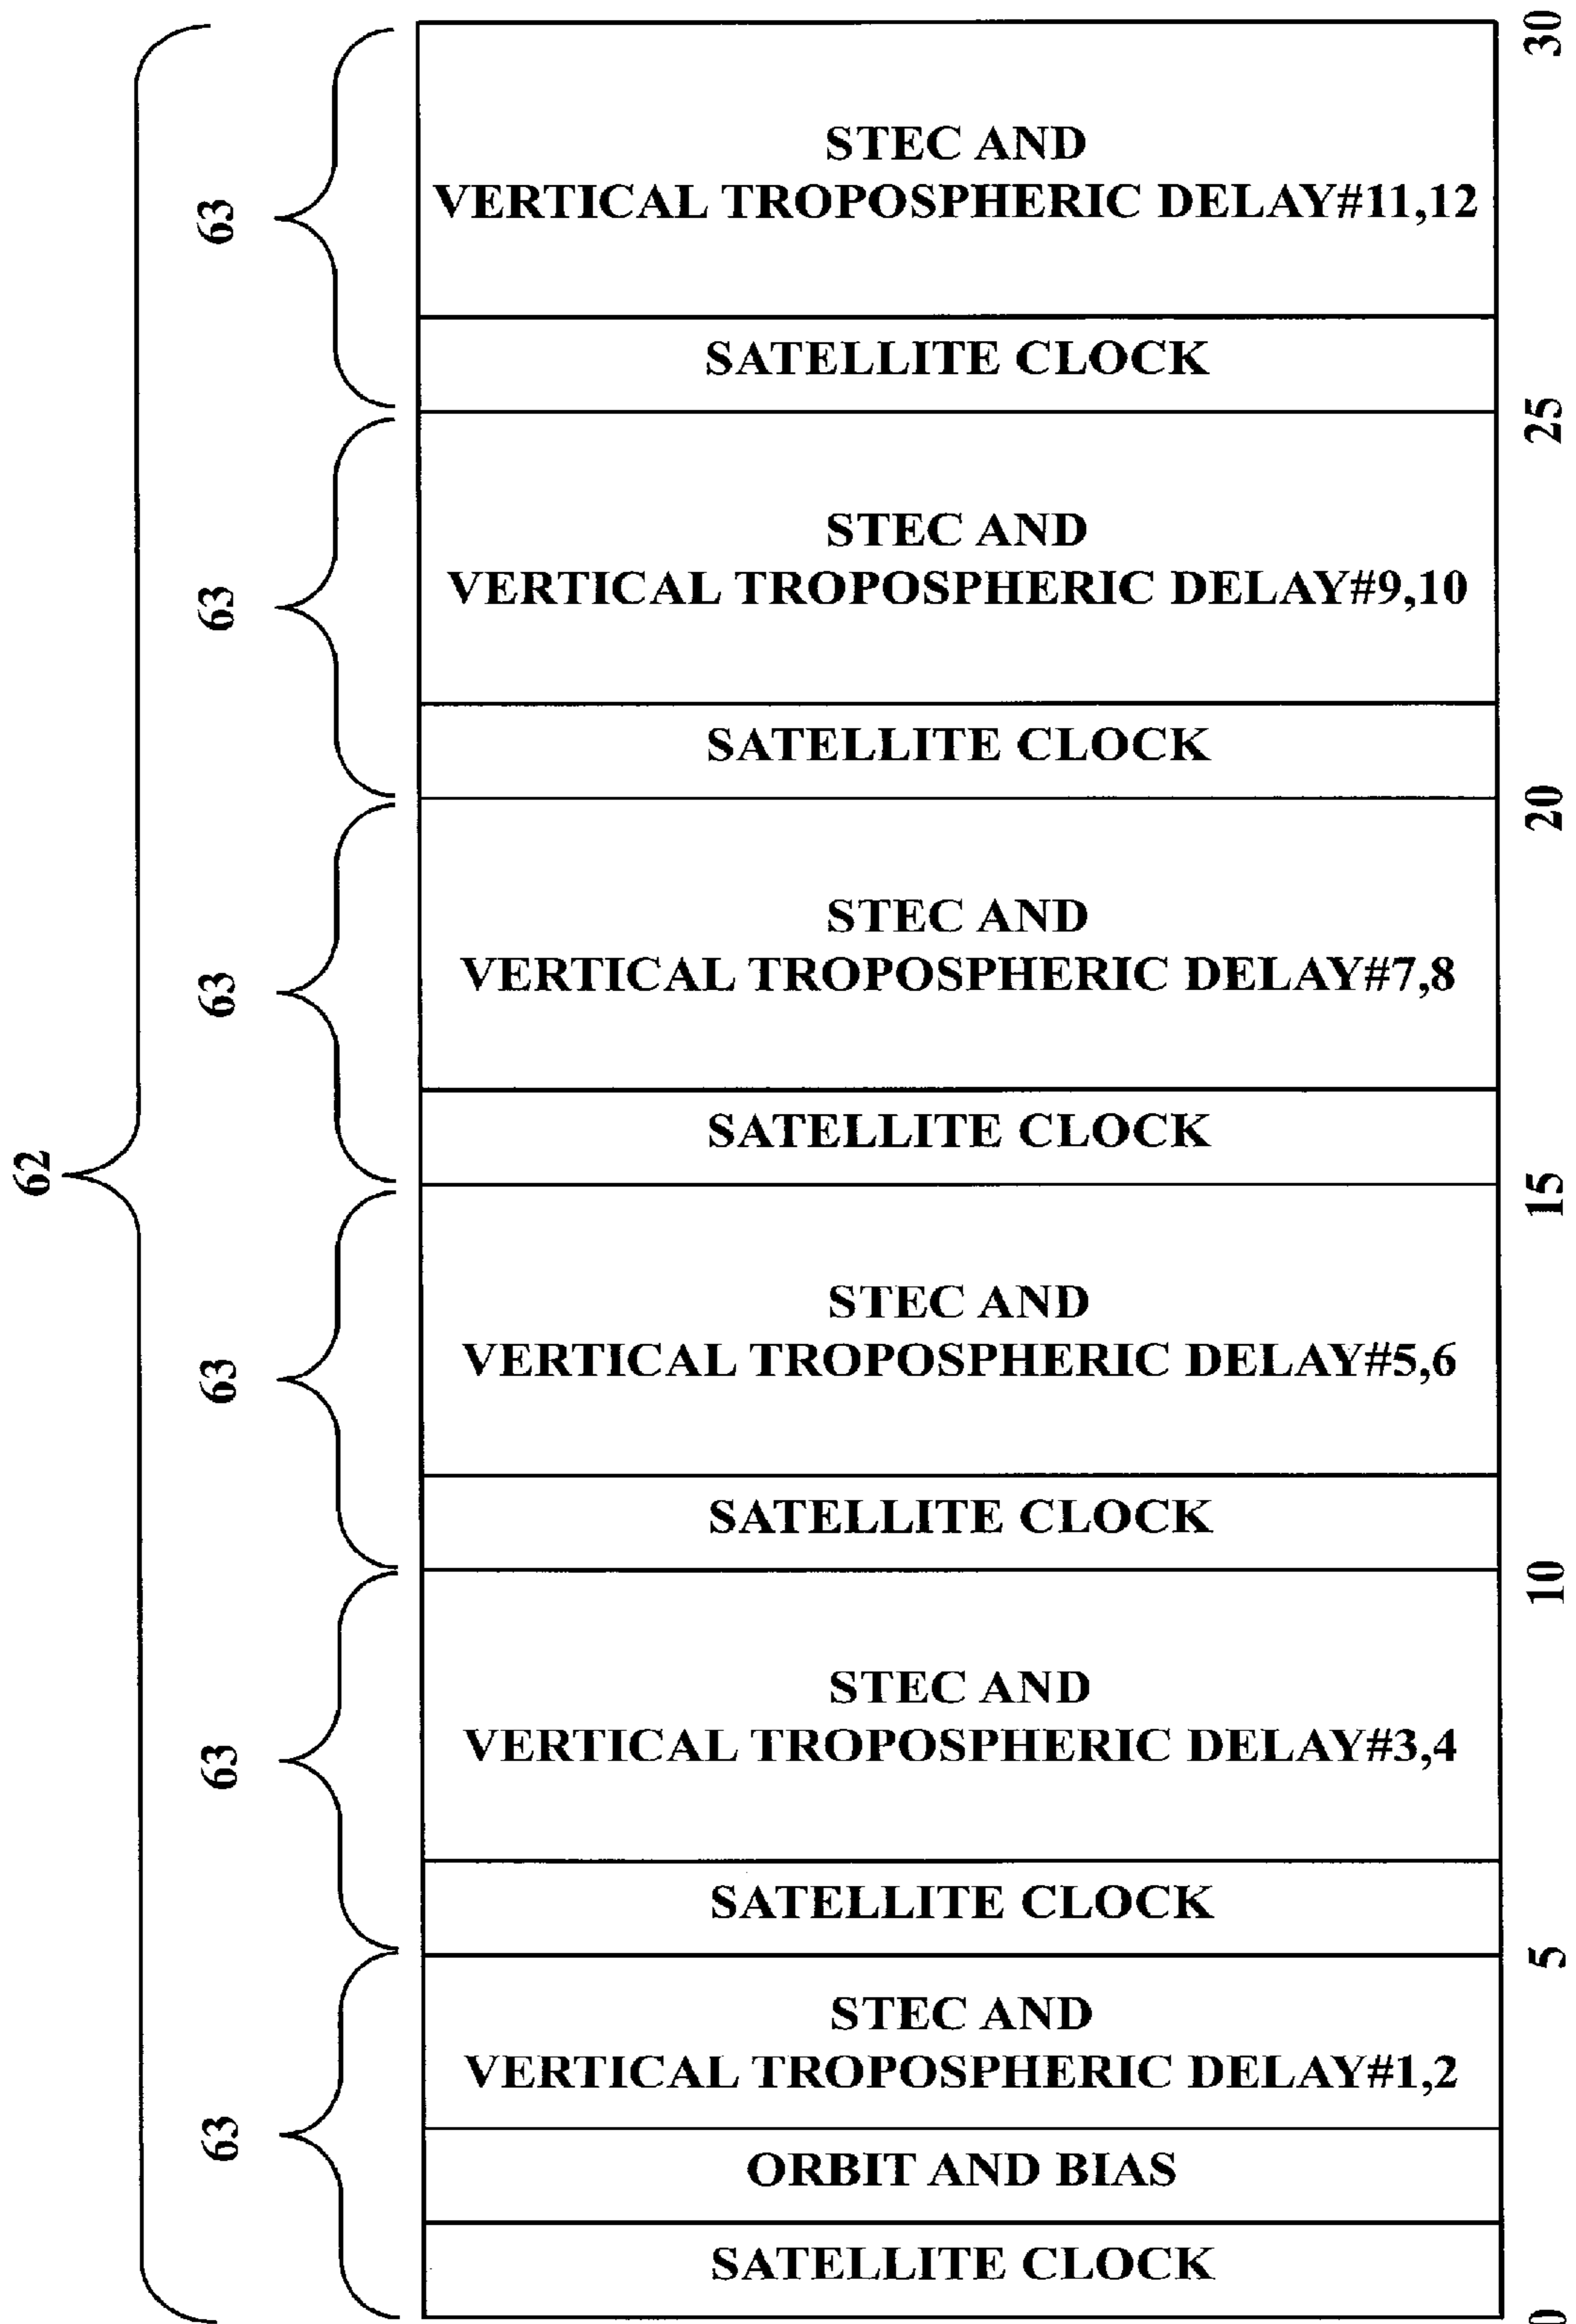 62
63
63
63
63
63
63
STEC AND
VERTICAL TROPOSPHERIC DELAY#11,12
SATELLITE CLOCK
STEC AND
VERTICAL TROPOSPHERIC DELAY#9,10
SATELLITE CLOCK
STEC AND
VERTICAL TROPOSPHERIC DELAY#7,8
SATELLITE CLOCK
STEC AND
VERTICAL TROPOSPHERIC DELAY#5,6
SATELLITE CLOCK
STEC AND
VERTICAL TROPOSPHERIC DELAY#3,4
SATELLITE CLOCK
STEC AND
VERTICAL TROPOSPHERIC DELAY#1,2
ORBIT AND BIAS
SATELLITE CLOCK
30
25
20
15
10
5
0